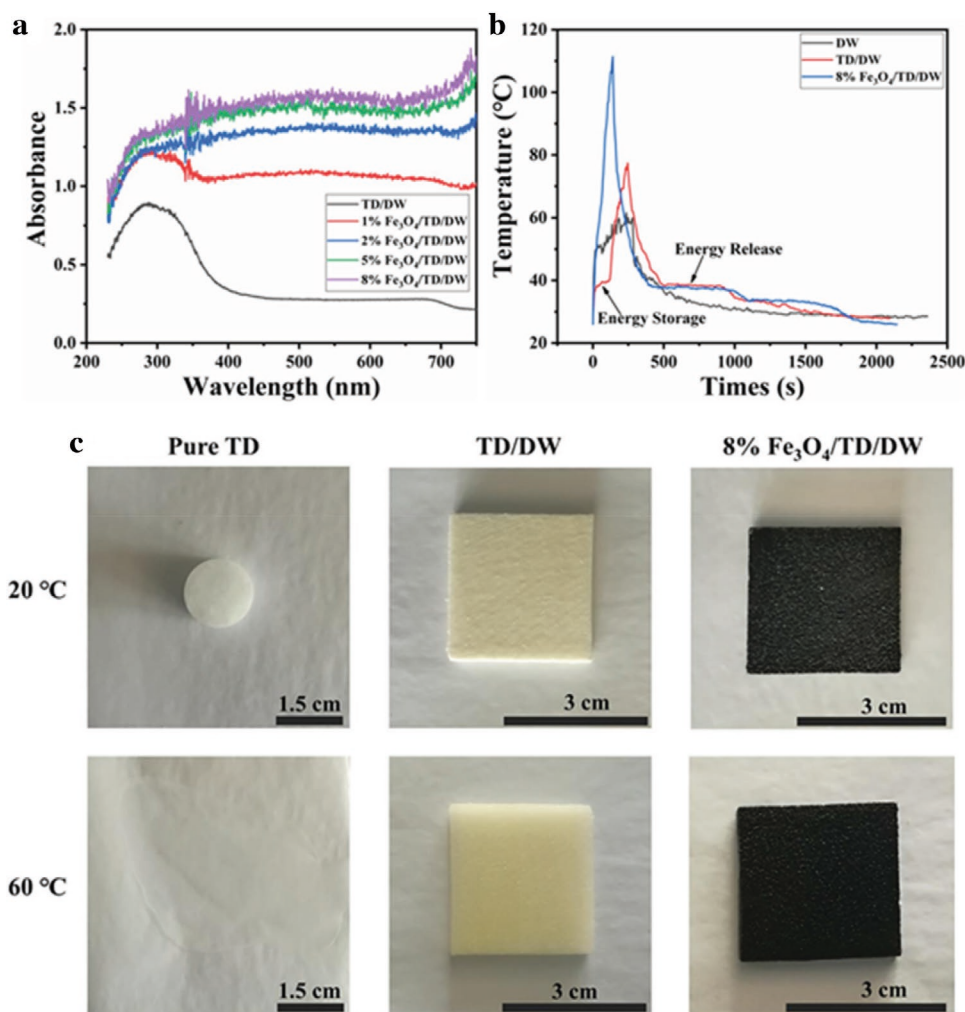 a
2.0
1.5
1.0
0.5
0.0
Absorbance
TD/DW
1% Fe₃O₄/TD/DW
2% Fe₃O₄/TD/DW
5% Fe₃O₄/TD/DW
8% Fe₃O₄/TD/DW
200 300 400 500 600 700
Wavelength (nm)
b
120
100
80
60
40
20
Temperature (℃)
DW
TD/DW
8% Fe₃O₄/TD/DW
Energy Release
Energy Storage
0 500 1000 1500 2000 2500
Times (s)
c
Pure TD TD/DW 8% Fe₃O₄/TD/DW
20 ℃
1.5 cm 3 cm 3 cm
60 ℃
1.5 cm 3 cm 3 cm